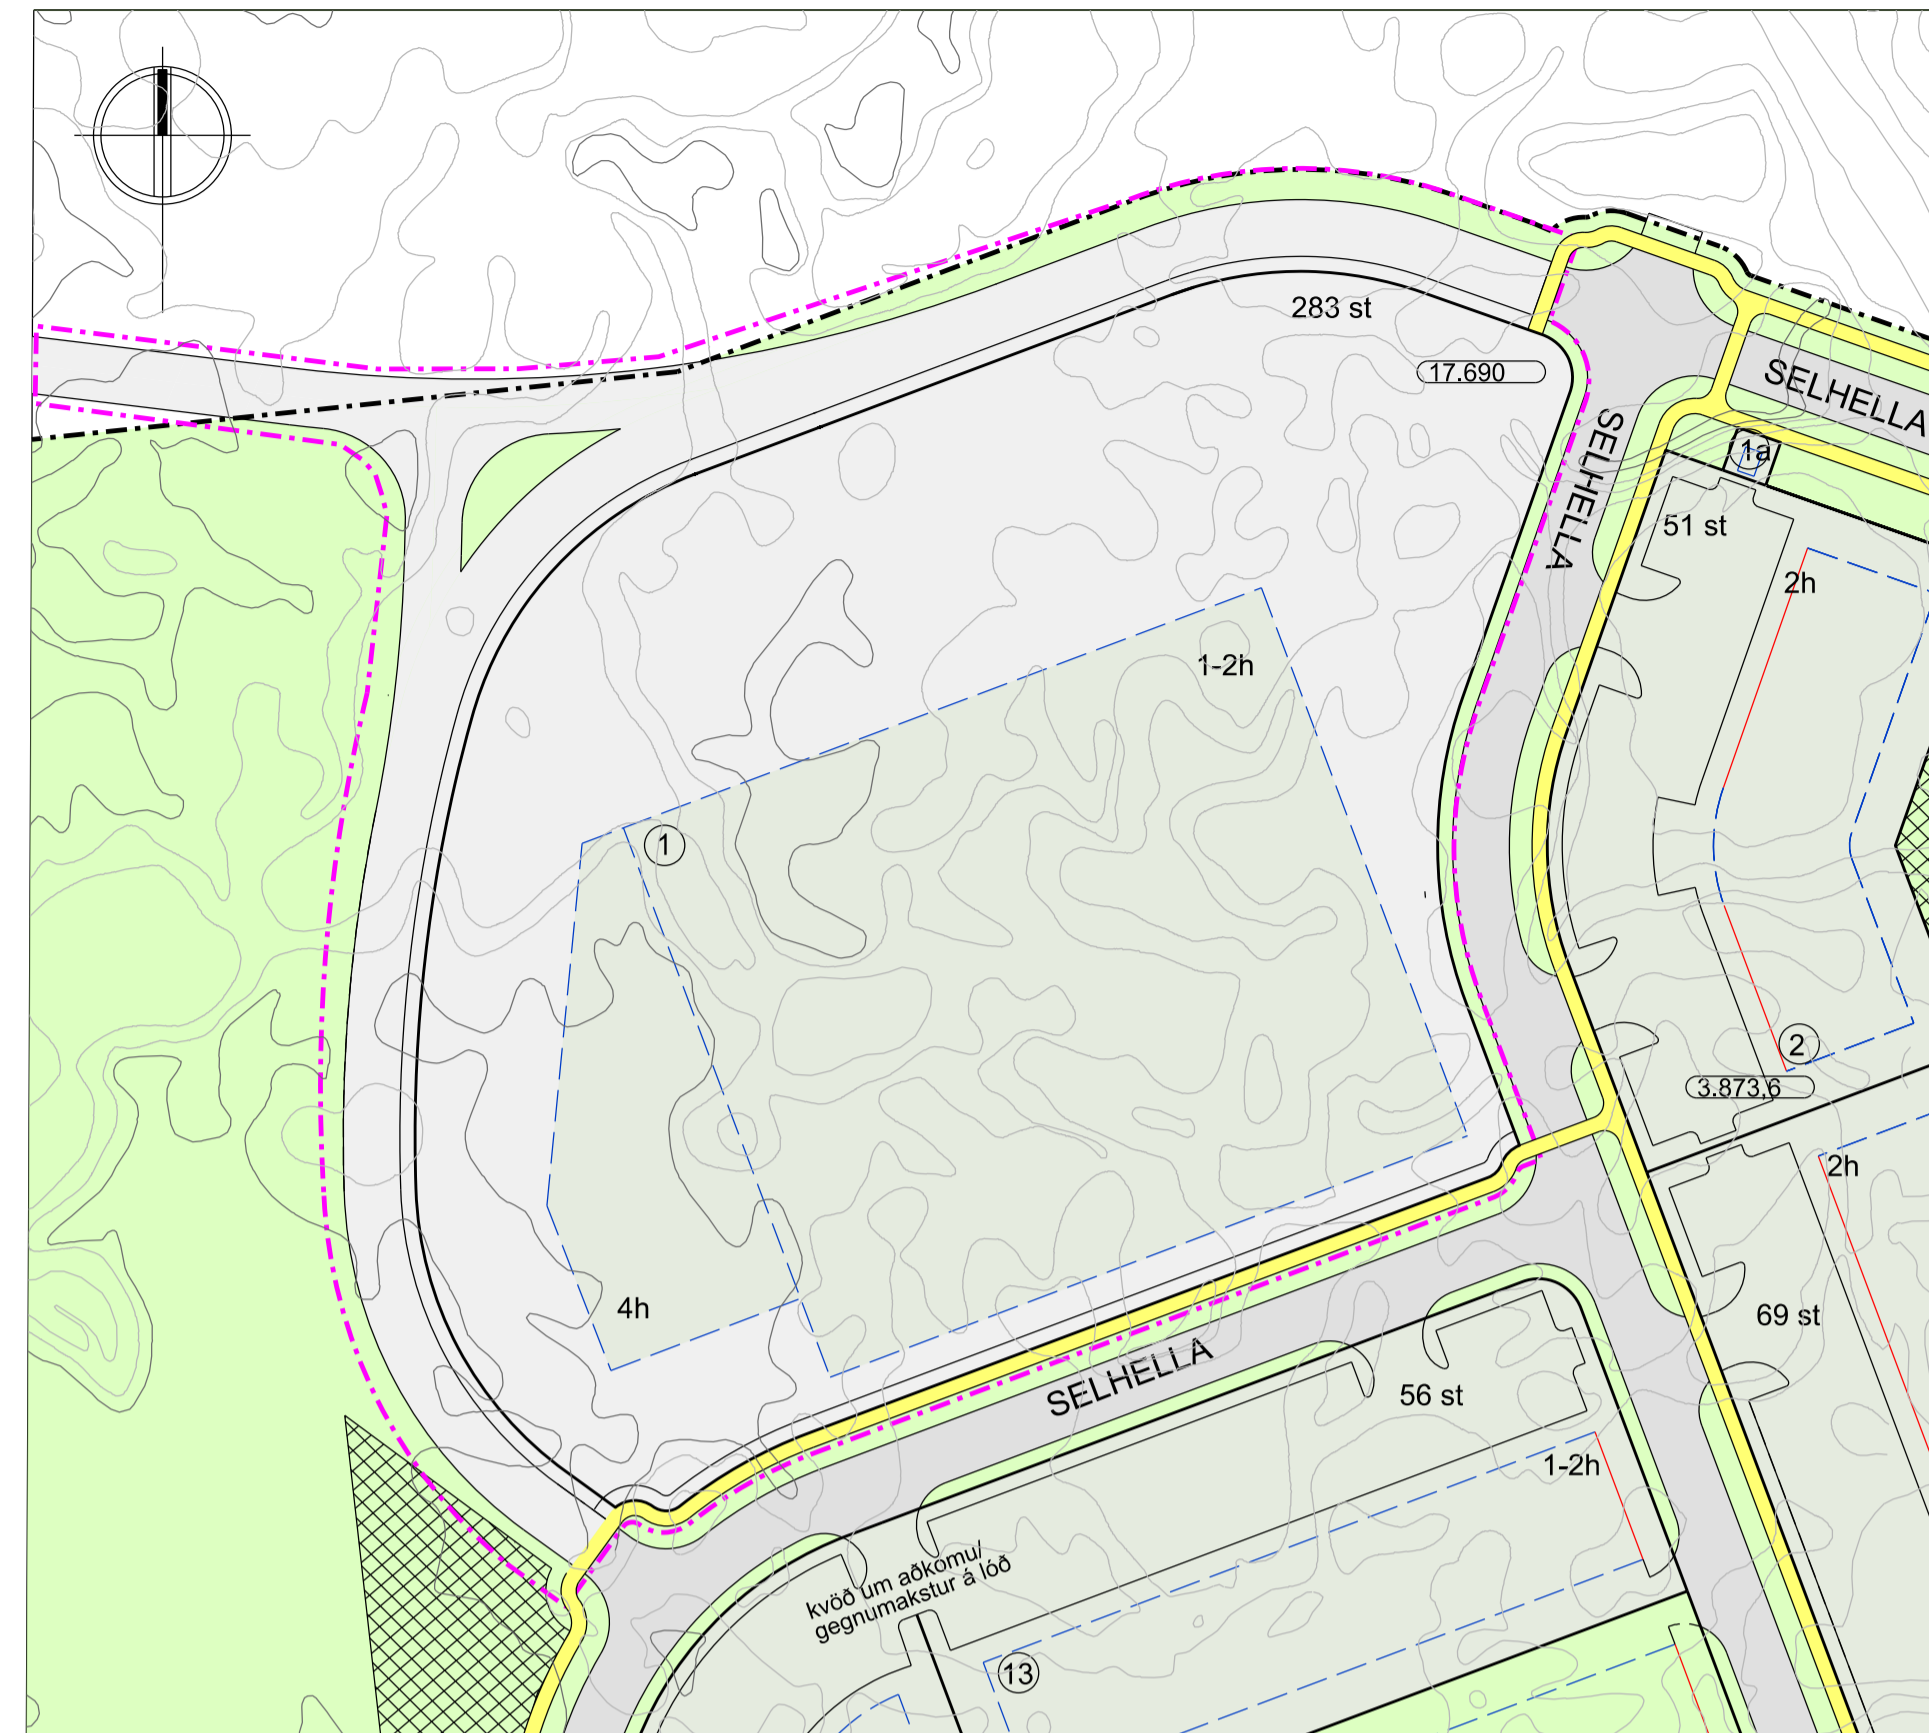 283 st
17.690
SELHELLA
SELHELLA
1a
51 st
2h
1-2h
1
2
3.873,6
2h
4h
69 st
SELHELLA
56 st
1-2h
kvöð um aðkomu/
gegnumakstur á lóð
13